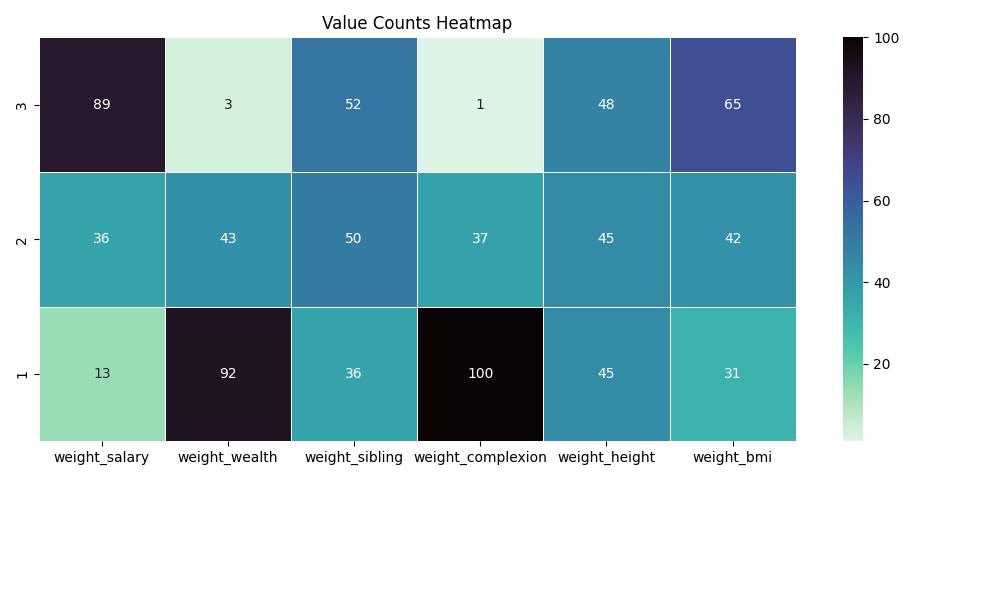 Value Counts Heatmap
3 89 3 52 1 48 65
2 36 43 50 37 45 42
1 13 92 36 100 45 31
weight_salary weight_wealth weight_sibling weight_complexion weight_height weight_bmi
100
80
60
40
20